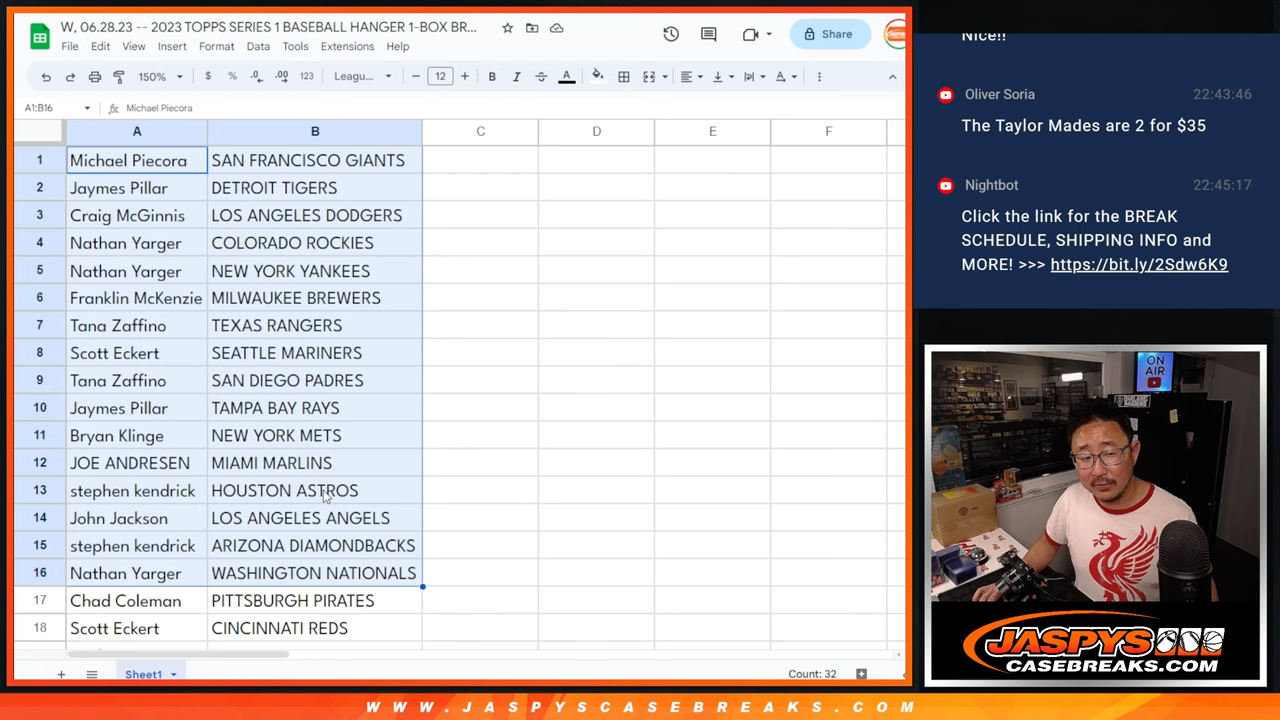 W, 06.28.23 -- 2023 TOPPS SERIES 1 BASEBALL HANGER 1-BOX BR...
File Edit View Insert Format Data Tools Extensions Help
Share
150% $ % .0 .00 123 Leagu... − 12 + B I A
A1:B16 fx Michael Piecora
A B C D E F
1 Michael Piecora SAN FRANCISCO GIANTS
2 Jaymes Pillar DETROIT TIGERS
3 Craig McGinnis LOS ANGELES DODGERS
4 Nathan Yarger COLORADO ROCKIES
5 Nathan Yarger NEW YORK YANKEES
6 Franklin McKenzie MILWAUKEE BREWERS
7 Tana Zaffino TEXAS RANGERS
8 Scott Eckert SEATTLE MARINERS
9 Tana Zaffino SAN DIEGO PADRES
10 Jaymes Pillar TAMPA BAY RAYS
11 Bryan Klinge NEW YORK METS
12 JOE ANDRESEN MIAMI MARLINS
13 stephen kendrick HOUSTON ASTROS
14 John Jackson LOS ANGELES ANGELS
15 stephen kendrick ARIZONA DIAMONDBACKS
16 Nathan Yarger WASHINGTON NATIONALS
17 Chad Coleman PITTSBURGH PIRATES
18 Scott Eckert CINCINNATI REDS
+ Sheet1 Count: 32
Nice!!
Oliver Soria 22:43:46
The Taylor Mades are 2 for $35
Nightbot 22:45:17
Click the link for the BREAK
SCHEDULE, SHIPPING INFO and
MORE! >>> https://bit.ly/2Sdw6K9
ON
AIR
JASPYS
CASEBREAKS.COM
WWW.JASPYSCASEBREAKS.COM